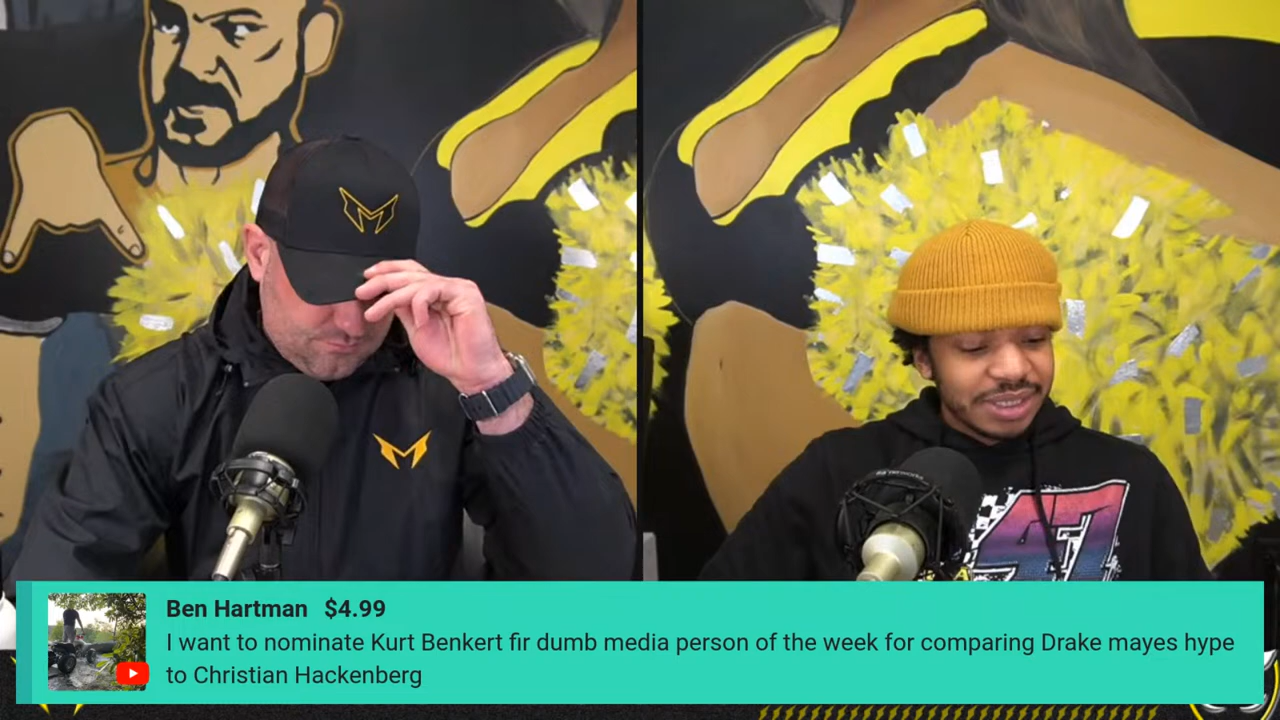 47
Ben Hartman $4.99
I want to nominate Kurt Benkert fir dumb media person of the week for comparing Drake mayes hype
to Christian Hackenberg